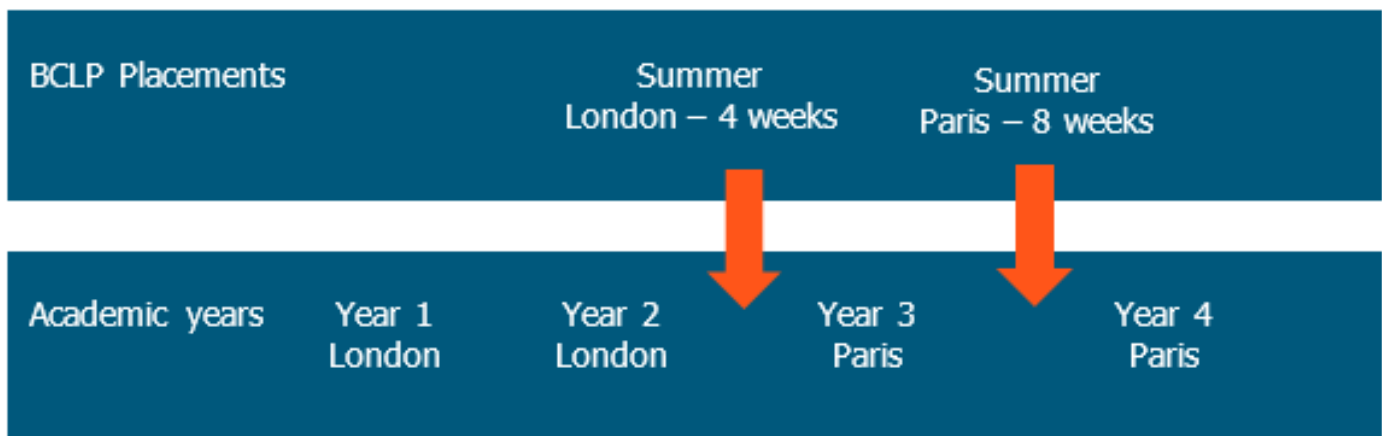 BCLP Placements
Summer
London – 4 weeks
Summer
Paris – 8 weeks
Academic years
Year 1
London
Year 2
London
Year 3
Paris
Year 4
Paris